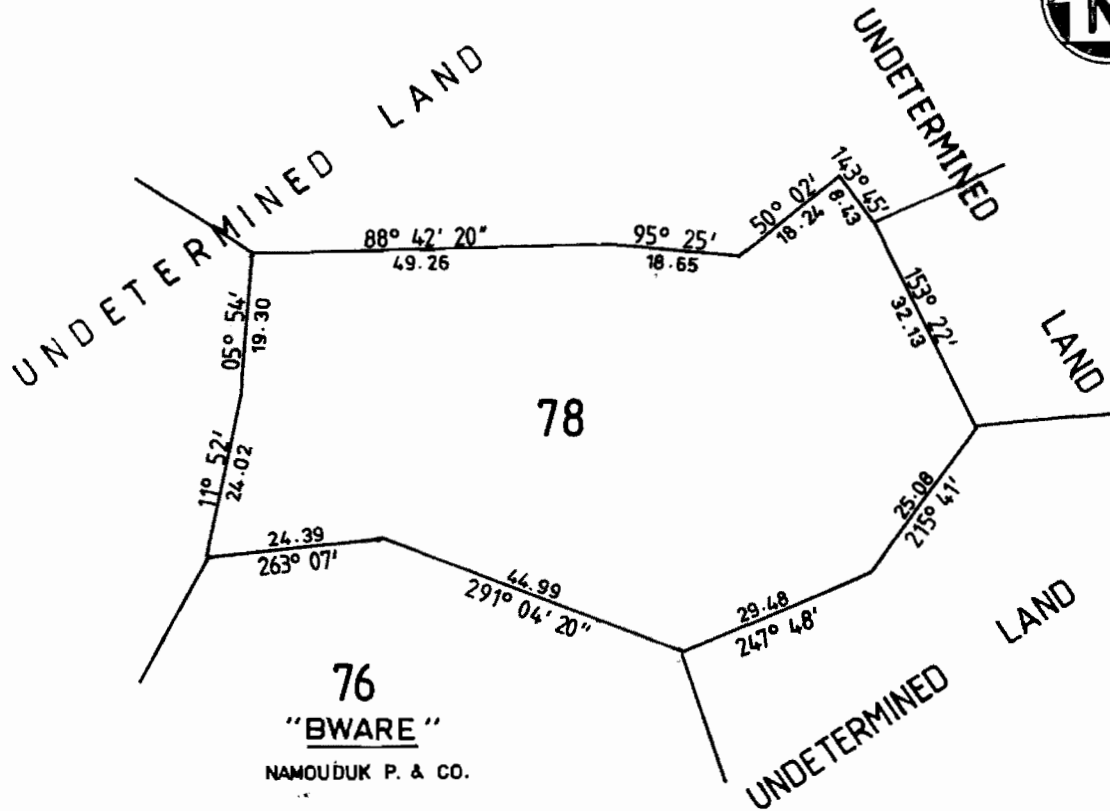 N
UNDETERMINED LAND
UNDETERMINED
LAND
88° 42' 20"
49.26
95° 25'
18.65
50° 02'
18.24
143° 45'
8.43
153° 22'
32.13
05° 54'
19.30
11° 52'
24.02
78
25.08
215° 41'
24.39
263° 07'
44.99
291° 04' 20"
29.48
247° 48'
UNDETERMINED LAND
76
"BWARE"
NAMOUDUK P. & CO.